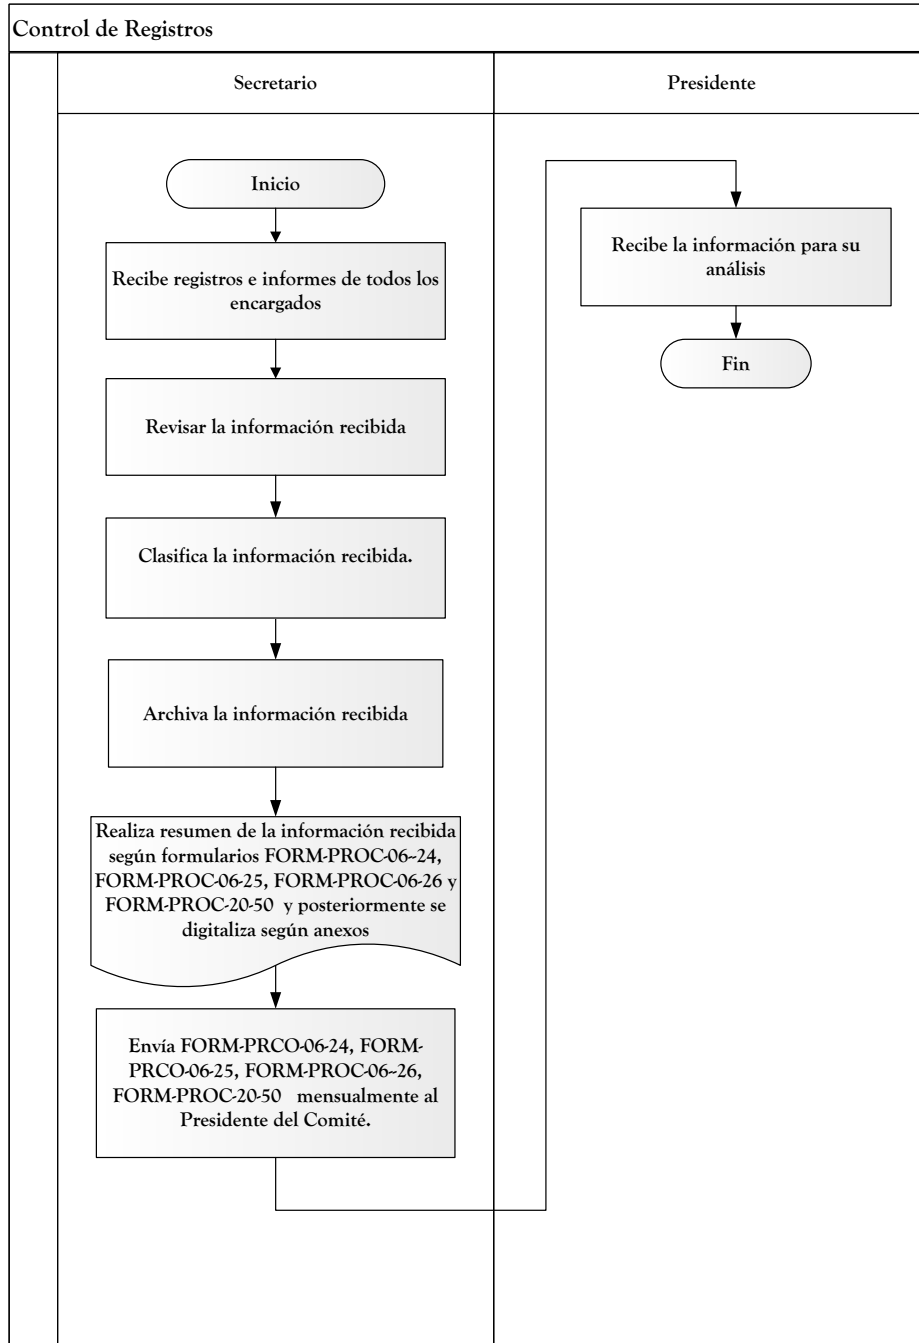 Control de Registros
Secretario
Presidente
Inicio
Recibe registros e informes de todos los
encargados
Revisar la información recibida
Clasifica la información recibida.
Archiva la información recibida
Realiza resumen de la información recibida
según formularios FORM-PROC-06-24,
FORM-PROC-06-25, FORM-PROC-06-26 y
FORM-PROC-20-50 y posteriormente se
digitaliza según anexos
Envía FORM-PRCO-06-24, FORM-
PRCO-06-25, FORM-PROC-06-26,
FORM-PROC-20-50 mensualmente al
Presidente del Comité.
Recibe la información para su
análisis
Fin